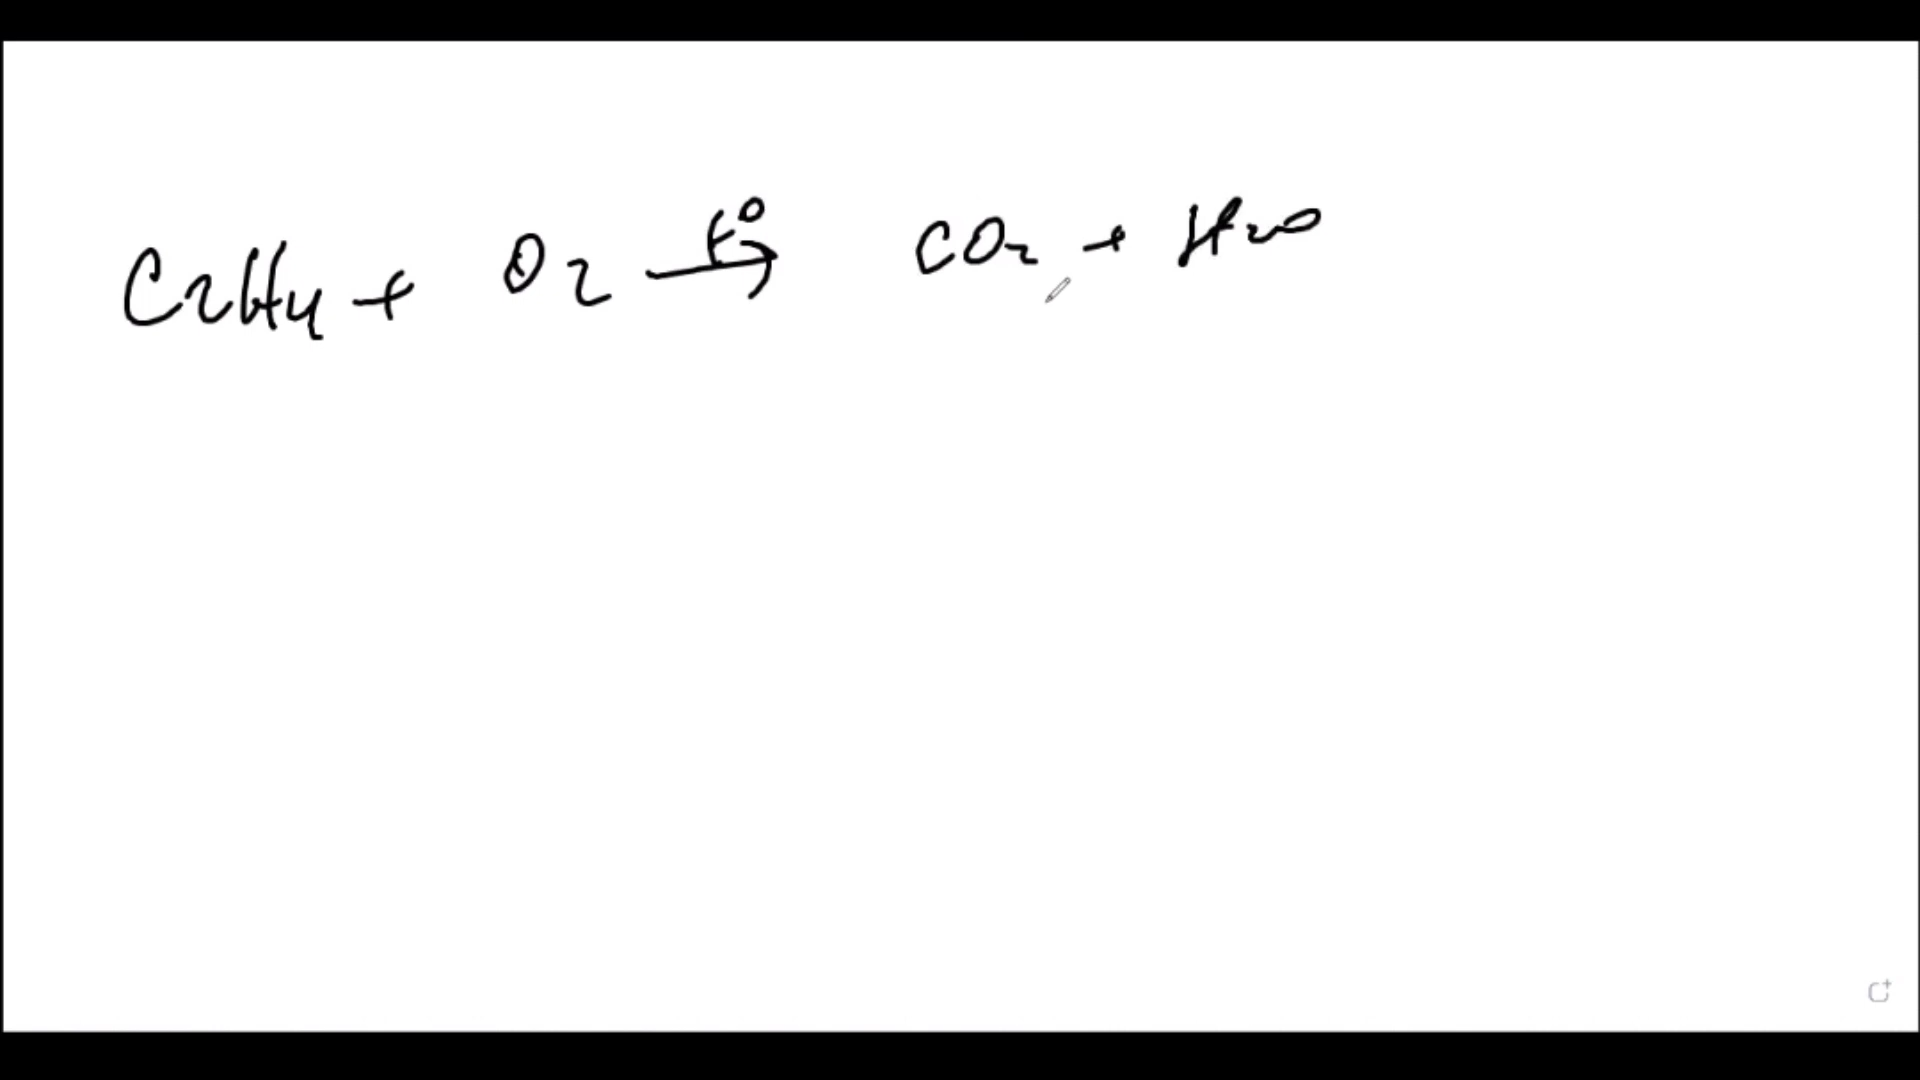 C2H4 + O2 →t° CO2 + H2O